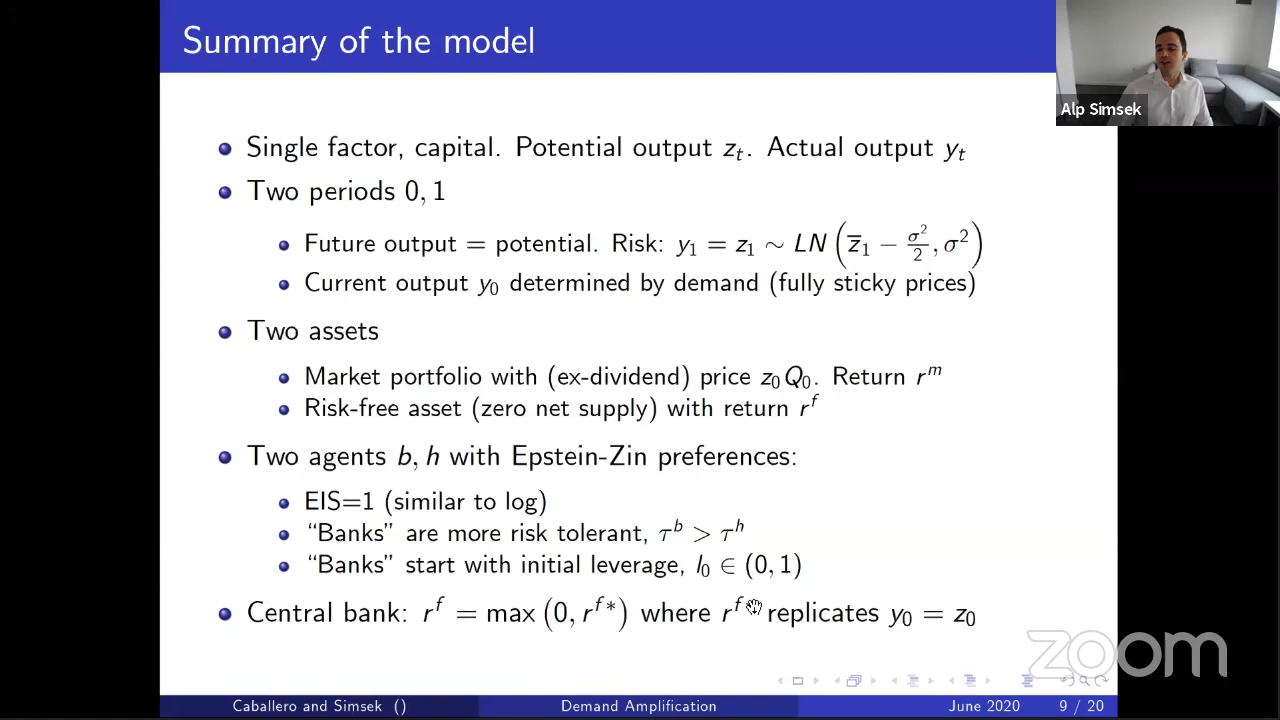 Summary of the model
Alp Simsek
Single factor, capital. Potential output z_t. Actual output y_t
Two periods 0, 1
Future output = potential. Risk: y_1 = z_1 ∼ LN (z̅_1 − σ²/2, σ²)
Current output y_0 determined by demand (fully sticky prices)
Two assets
Market portfolio with (ex-dividend) price z_0 Q_0. Return r^m
Risk-free asset (zero net supply) with return r^f
Two agents b, h with Epstein-Zin preferences:
EIS=1 (similar to log)
“Banks” are more risk tolerant, τ^b > τ^h
“Banks” start with initial leverage, l_0 ∈ (0, 1)
Central bank: r^f = max (0, r^{f*}) where r^f replicates y_0 = z_0
zoom
Caballero and Simsek ()
Demand Amplification
June 2020
9 / 20